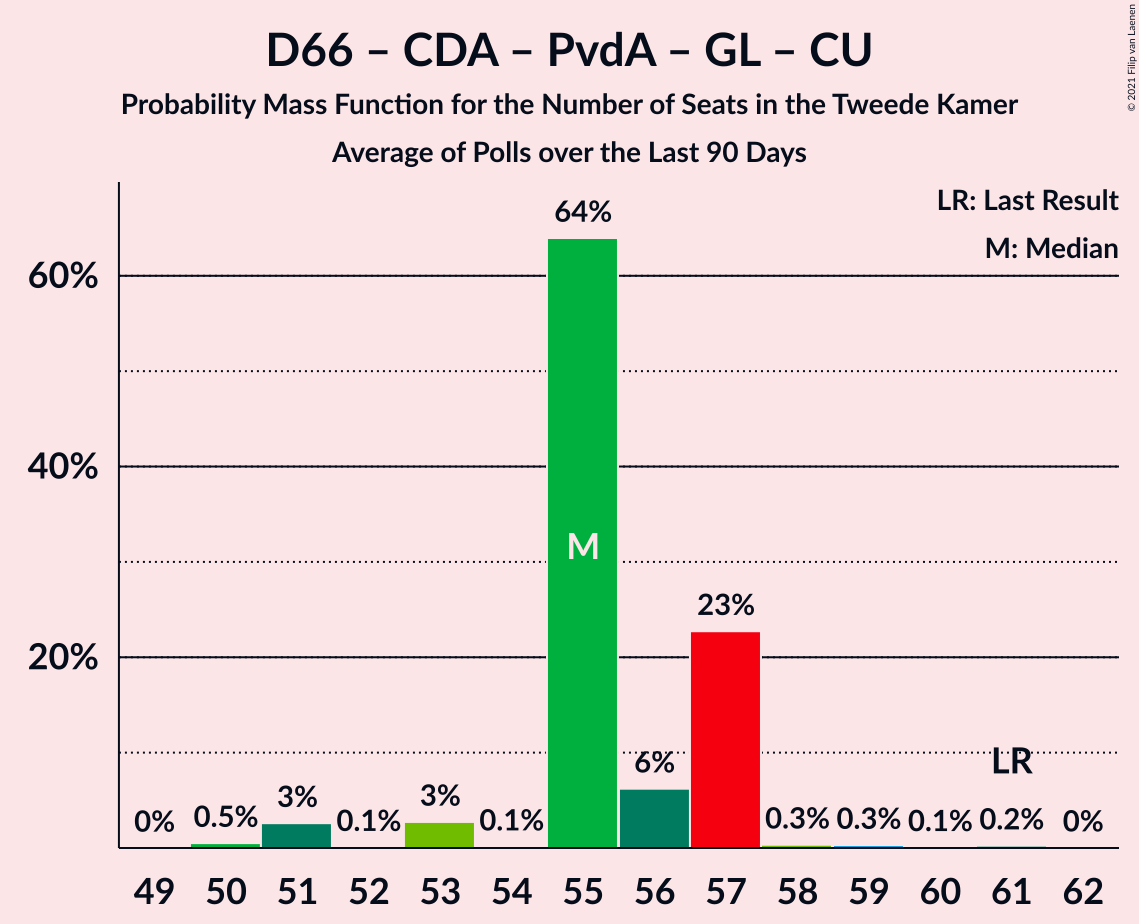 D66 – CDA – PvdA – GL – CU
Probability Mass Function for the Number of Seats in the Tweede Kamer
Average of Polls over the Last 90 Days
© 2021 Filip van Laenen
LR: Last Result
M: Median
60%
40%
20%
0%
0.5%
3%
0.1%
3%
0.1%
64%
M
6%
23%
0.3%
0.3%
0.1%
0.2%
LR
0%
49 50 51 52 53 54 55 56 57 58 59 60 61 62